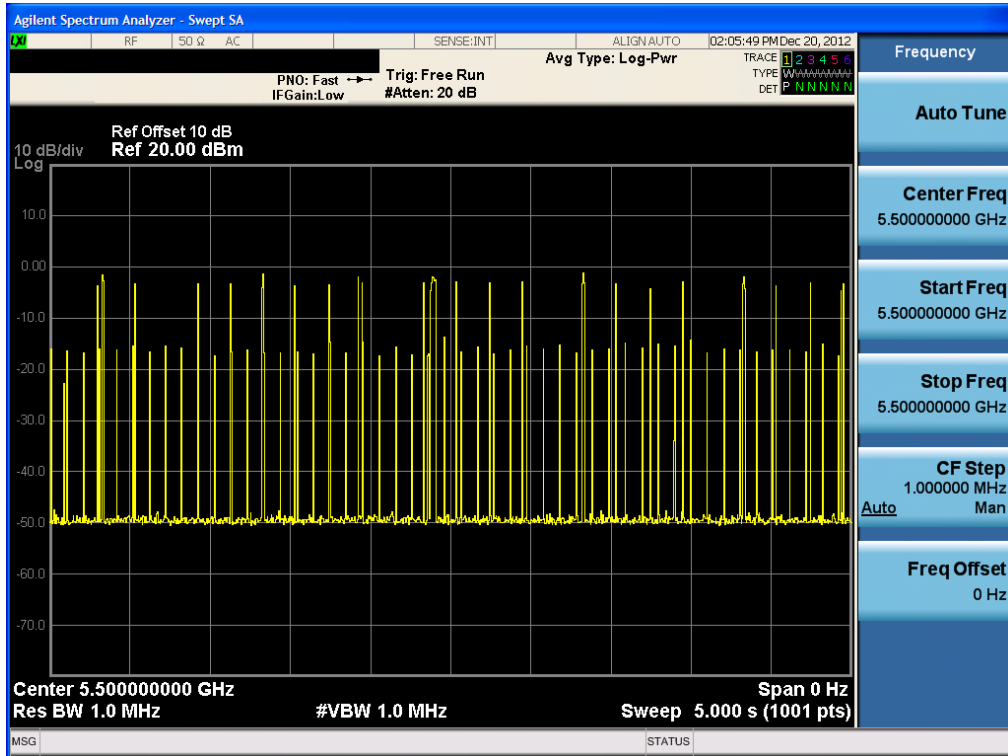 Agilent Spectrum Analyzer - Swept SA
LXI RF 50 Ω AC SENSE:INT ALIGN AUTO 02:05:49 PM Dec 20, 2012
Avg Type: Log-Pwr
TRACE 1 2 3 4 5 6
PNO: Fast Trig: Free Run
TYPE WWWWWW
IFGain:Low #Atten: 20 dB
DET P N N N N N
Ref Offset 10 dB
10 dB/div Ref 20.00 dBm
Log
10.0
0.00
-10.0
-20.0
-30.0
-40.0
-50.0
-60.0
-70.0
Center 5.500000000 GHz Span 0 Hz
Res BW 1.0 MHz #VBW 1.0 MHz Sweep 5.000 s (1001 pts)
MSG STATUS
Frequency
Auto Tune
Center Freq
5.500000000 GHz
Start Freq
5.500000000 GHz
Stop Freq
5.500000000 GHz
CF Step
1.000000 MHz
Auto Man
Freq Offset
0 Hz